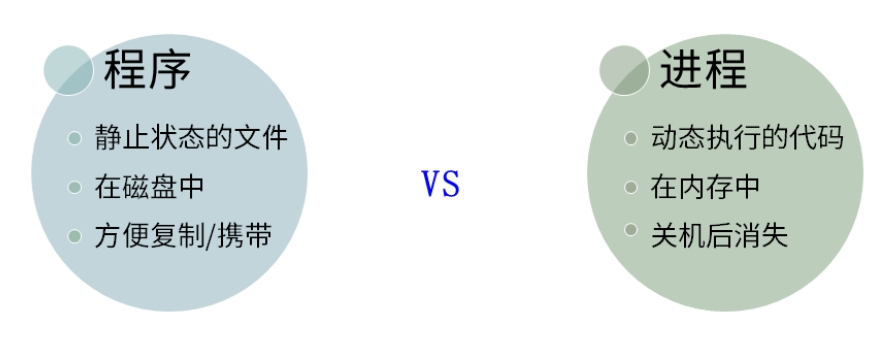 程序
静止状态的文件
在磁盘中
方便复制/携带
VS
进程
动态执行的代码
在内存中
关机后消失